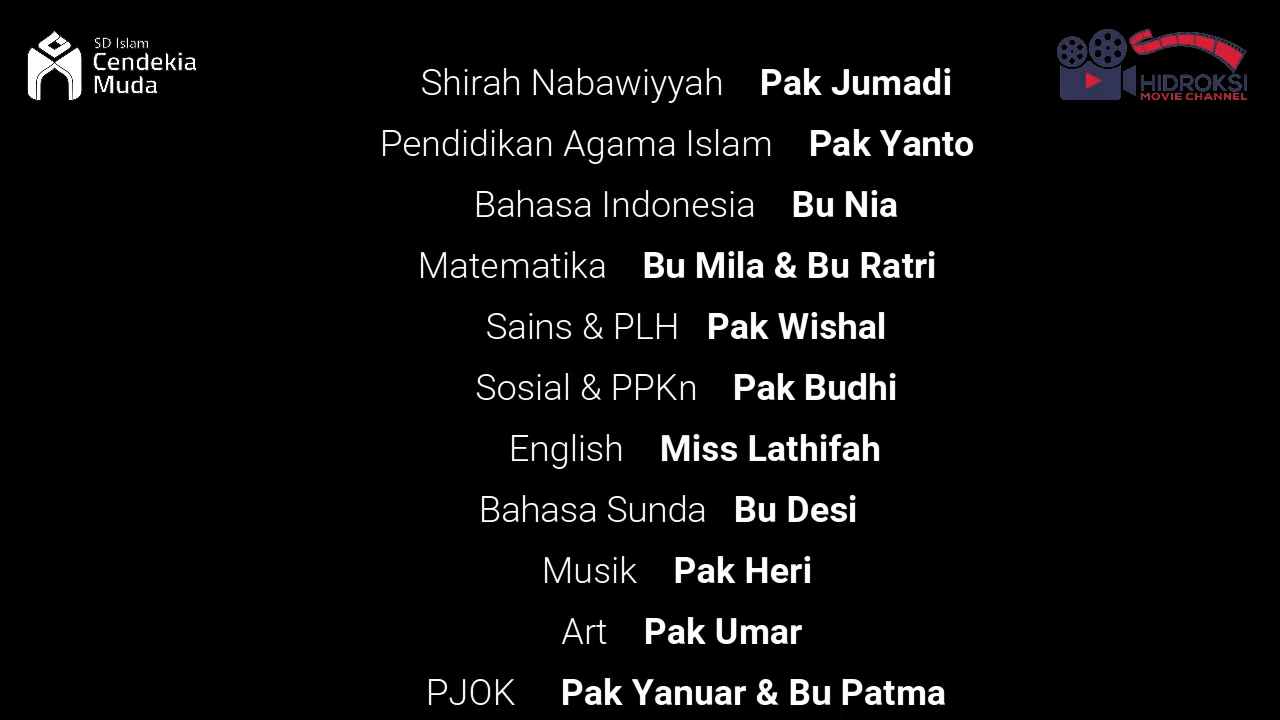 SD Islam
Cendekia
Muda
HIDROKSI
MOVIE CHANNEL
Shirah Nabawiyyah Pak Jumadi
Pendidikan Agama Islam Pak Yanto
Bahasa Indonesia Bu Nia
Matematika Bu Mila & Bu Ratri
Sains & PLH Pak Wishal
Sosial & PPKn Pak Budhi
English Miss Lathifah
Bahasa Sunda Bu Desi
Musik Pak Heri
Art Pak Umar
PJOK Pak Yanuar & Bu Patma